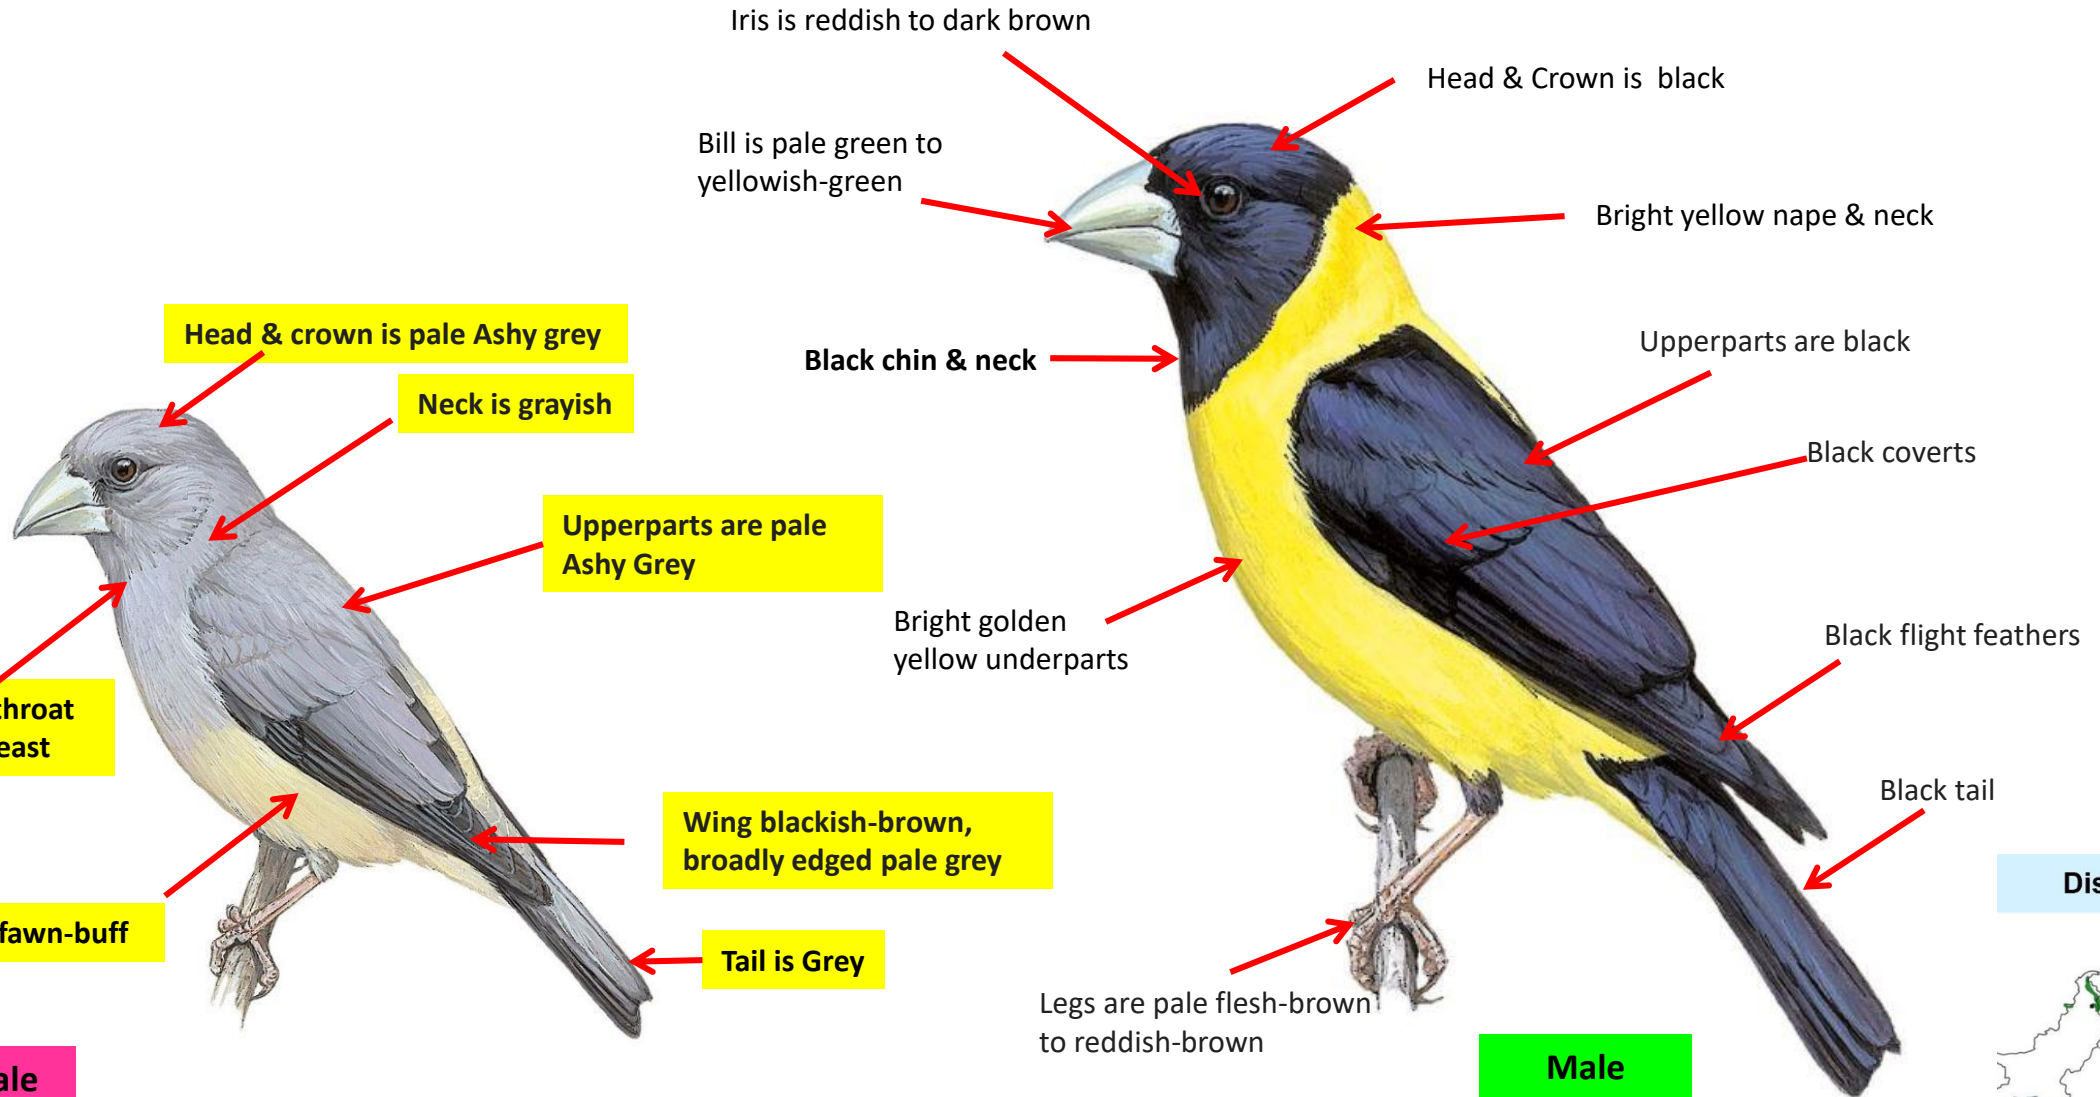 Iris is reddish to dark brown
Head & Crown is black
Bill is pale green to
yellowish-green
Bright yellow nape & neck
Head & crown is pale Ashy grey
Upperparts are black
Black chin & neck
Neck is grayish
Black coverts
Upperparts are pale
Ashy Grey
Bright golden
yellow underparts
Black flight feathers
throat
Black tail
Wing blackish-brown,
broadly edged pale grey
fawn-buff
Tail is Grey
Legs are pale flesh-brown
to reddish-brown
Male